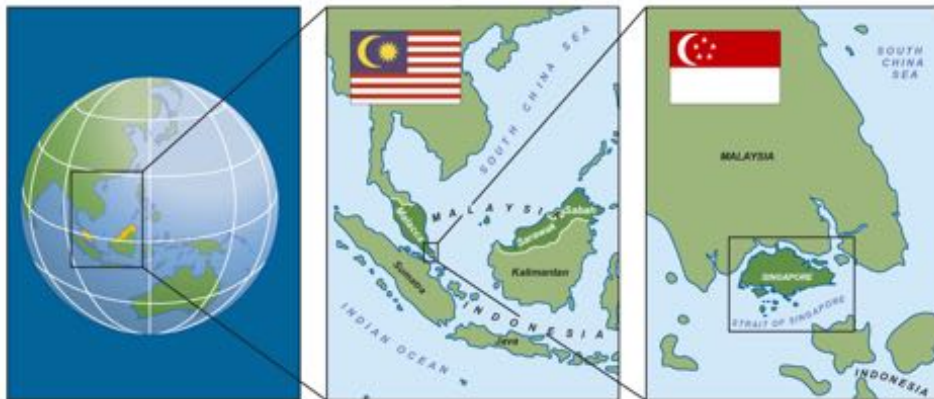 SOUTH CHINA SEA
MALAYSIA
Malacca
Sarawak
Sabah
Kalimantan
Sumatra
INDONESIA
Java
INDIAN OCEAN
SOUTH
CHINA
SEA
MALAYSIA
SINGAPORE
STRAIT OF SINGAPORE
INDONESIA